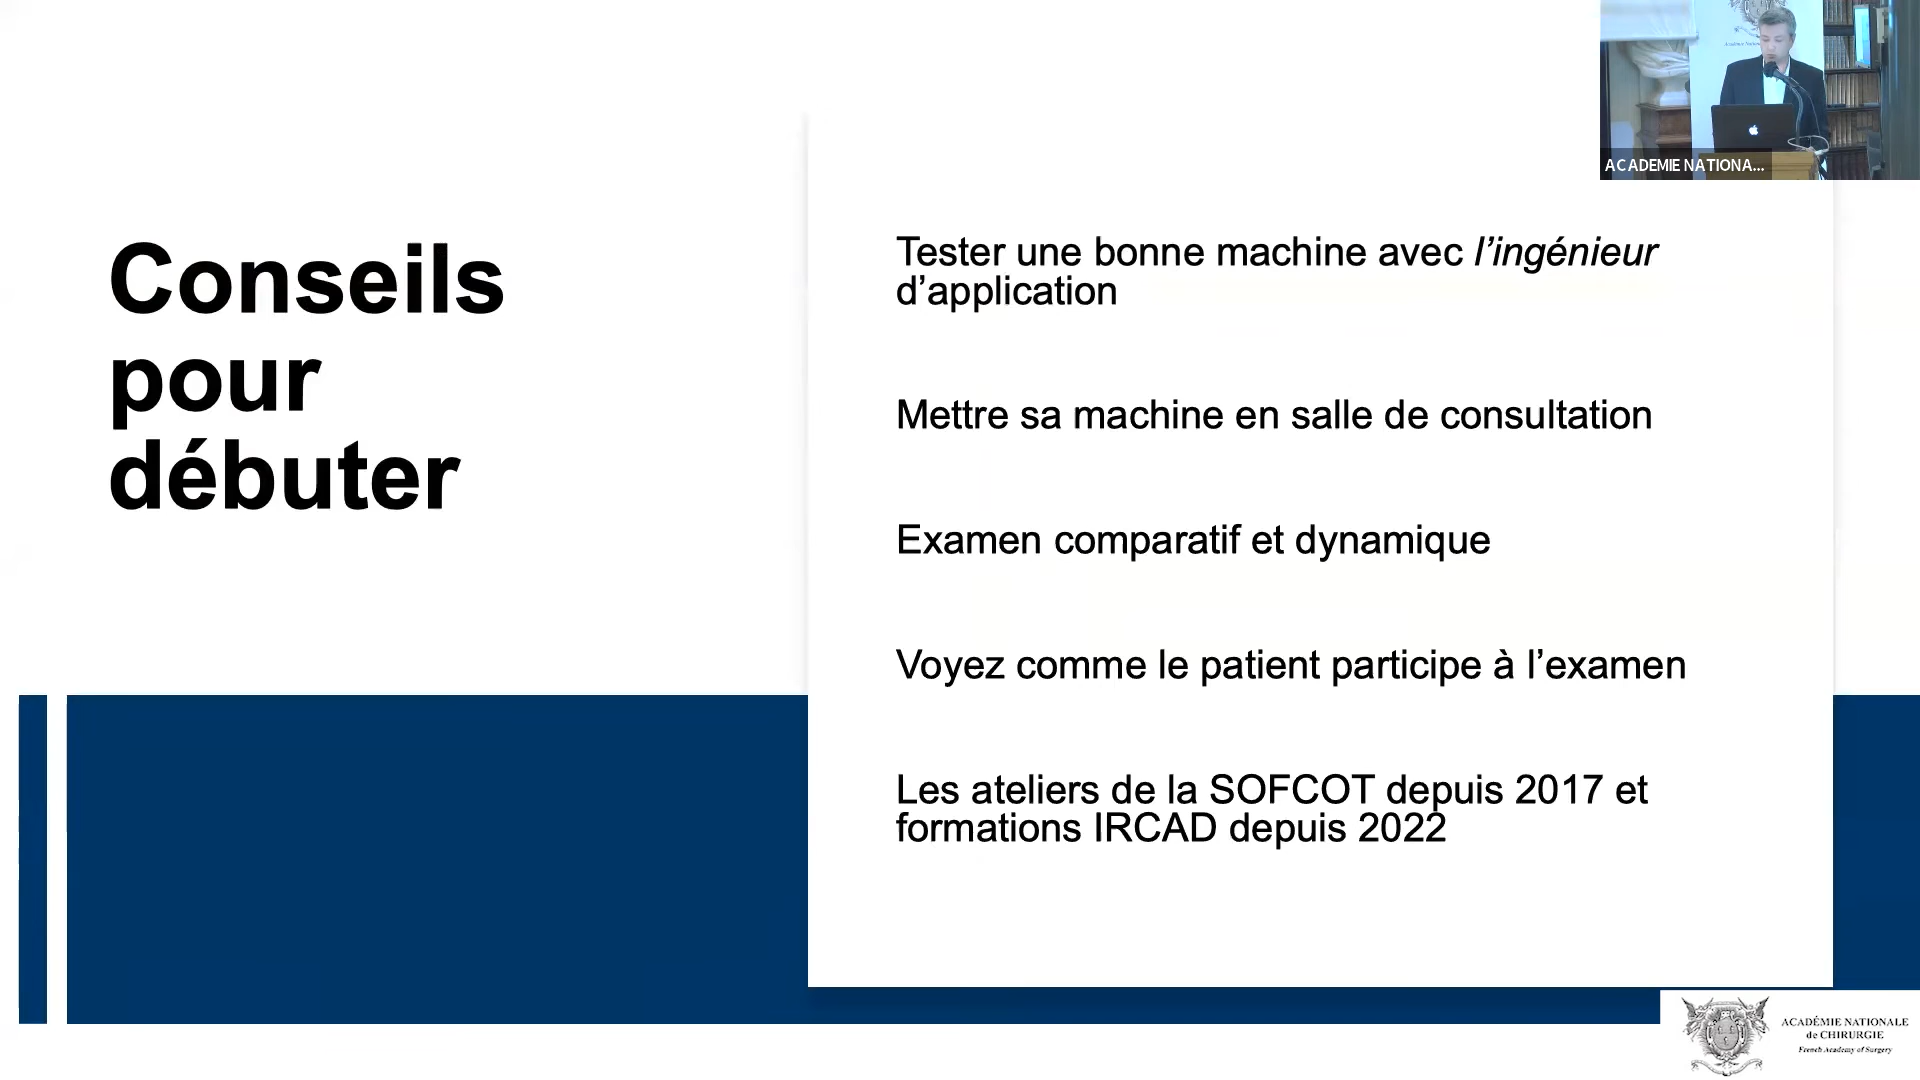 ACADEMIE NATIONA...
Conseils
pour
débuter
Tester une bonne machine avec l’ingénieur
d’application
Mettre sa machine en salle de consultation
Examen comparatif et dynamique
Voyez comme le patient participe à l’examen
Les ateliers de la SOFCOT depuis 2017 et
formations IRCAD depuis 2022
ACADÉMIE NATIONALE
de CHIRURGIE
French Academy of Surgery